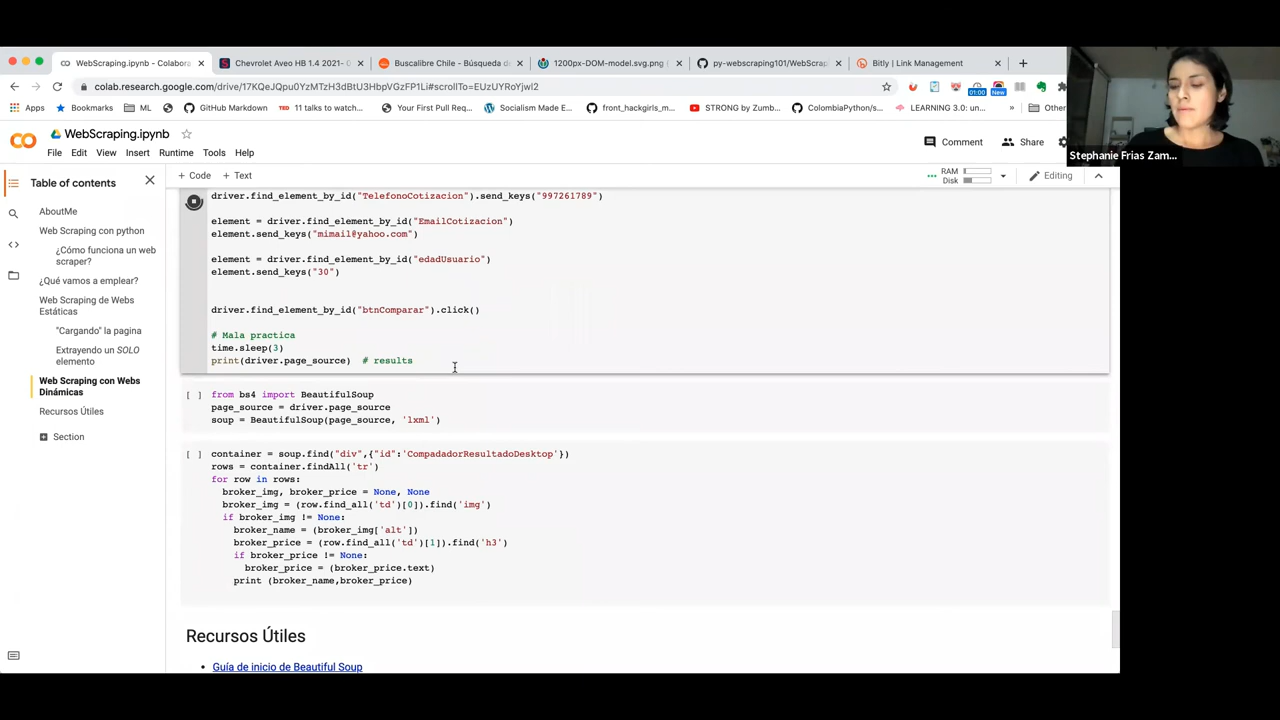 WebScraping.ipynb - Colabora
Chevrolet Aveo HB 1.4 2021- C
Buscalibre Chile - Búsqueda d
1200px-DOM-model.svg.png (
py-webscraping101/WebScrap
Bitly | Link Management
colab.research.google.com/drive/17KQeJQpu0YzMTzH3dBtU3HbpVGzFP1Li#scrollTo=EUzUYRoYjwl2
01:00
New
Apps
Bookmarks
ML
GitHub Markdown
11 talks to watch...
Your First Pull Req...
Socialism Made E...
front_hackgirls_m...
STRONG by Zumb...
ColombiaPython/s...
LEARNING 3.0: un...
»
Other
WebScraping.ipynb
Comment
Share
Stephanie Frias Zam...
File Edit View Insert Runtime Tools Help
Table of contents
+ Code + Text
RAM
Disk
Editing
AboutMe
Web Scraping con python
¿Cómo funciona un web
scraper?
¿Qué vamos a emplear?
Web Scraping de Webs
Estáticas
"Cargando" la pagina
Extrayendo un SOLO
elemento
Web Scraping con Webs
Dinámicas
Recursos Útiles
Section
driver.find_element_by_id("TelefonoCotizacion").send_keys("997261789")
element = driver.find_element_by_id("EmailCotizacion")
element.send_keys("mimail@yahoo.com")
element = driver.find_element_by_id("edadUsuario")
element.send_keys("30")
driver.find_element_by_id("btnComparar").click()
# Mala practica
time.sleep(3)
print(driver.page_source)  # results
[ ] from bs4 import BeautifulSoup
page_source = driver.page_source
soup = BeautifulSoup(page_source, 'lxml')
[ ] container = soup.find("div",{"id":'CompadadorResultadoDesktop'})
rows = container.findAll('tr')
for row in rows:
broker_img, broker_price = None, None
broker_img = (row.find_all('td')[0]).find('img')
if broker_img != None:
broker_name = (broker_img['alt'])
broker_price = (row.find_all('td')[1]).find('h3')
if broker_price != None:
broker_price = (broker_price.text)
print (broker_name,broker_price)
Recursos Útiles
• Guía de inicio de Beautiful Soup